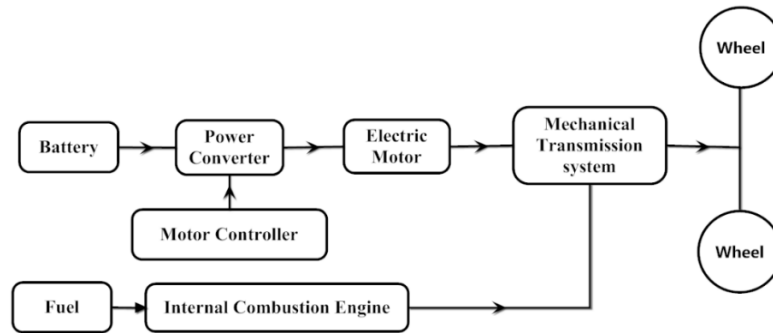 Wheel
Battery
Power
Converter
Electric
Motor
Mechanical
Transmission
system
Motor Controller
Wheel
Fuel
Internal Combustion Engine